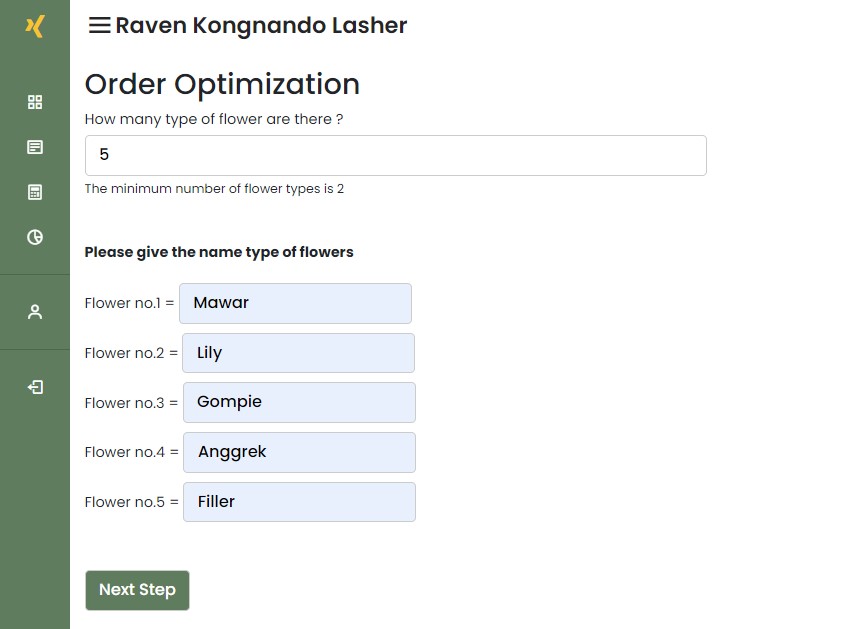 Raven Kongnando Lasher
Order Optimization
How many type of flower are there ?
5
The minimum number of flower types is 2
Please give the name type of flowers
Flower no.1 = Mawar
Flower no.2 = Lily
Flower no.3 = Gompie
Flower no.4 = Anggrek
Flower no.5 = Filler
Next Step